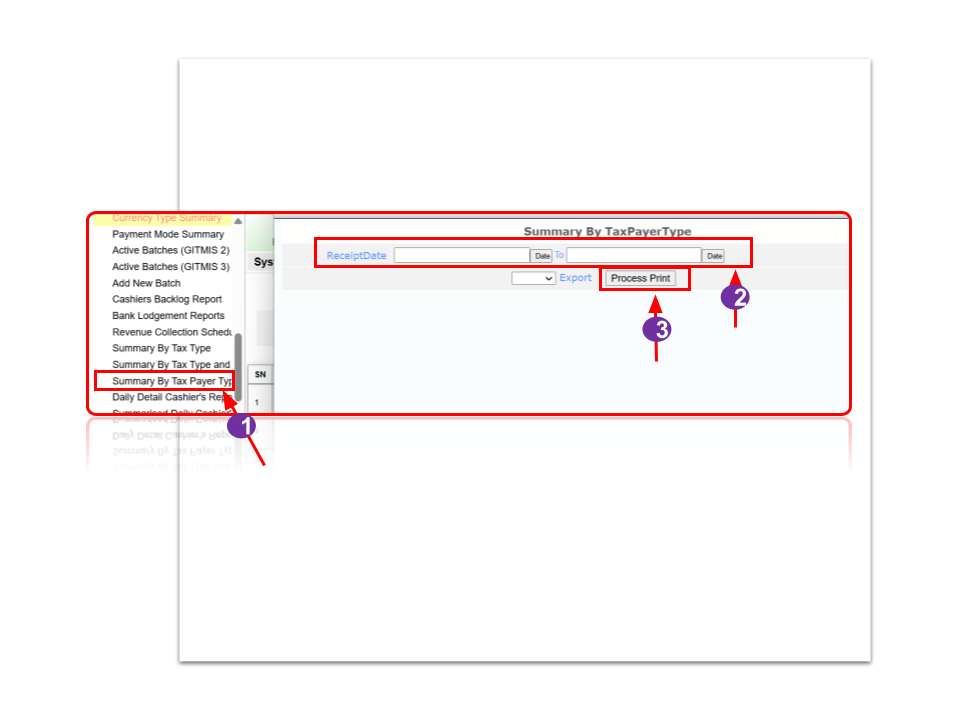 Currency Type Summary
Payment Mode Summary
Active Batches (GITMIS 2)
Active Batches (GITMIS 3)
Add New Batch
Cashiers Backlog Report
Bank Lodgement Reports
Revenue Collection Schedu
Summary By Tax Type
Summary By Tax Type and
Summary By Tax Payer Typ
Daily Detail Cashier's Repo
Summarised Daily Cashier
Sys
SN
1
Summary By TaxPayerType
ReceiptDate Date To Date
Export Process Print
2
3
1